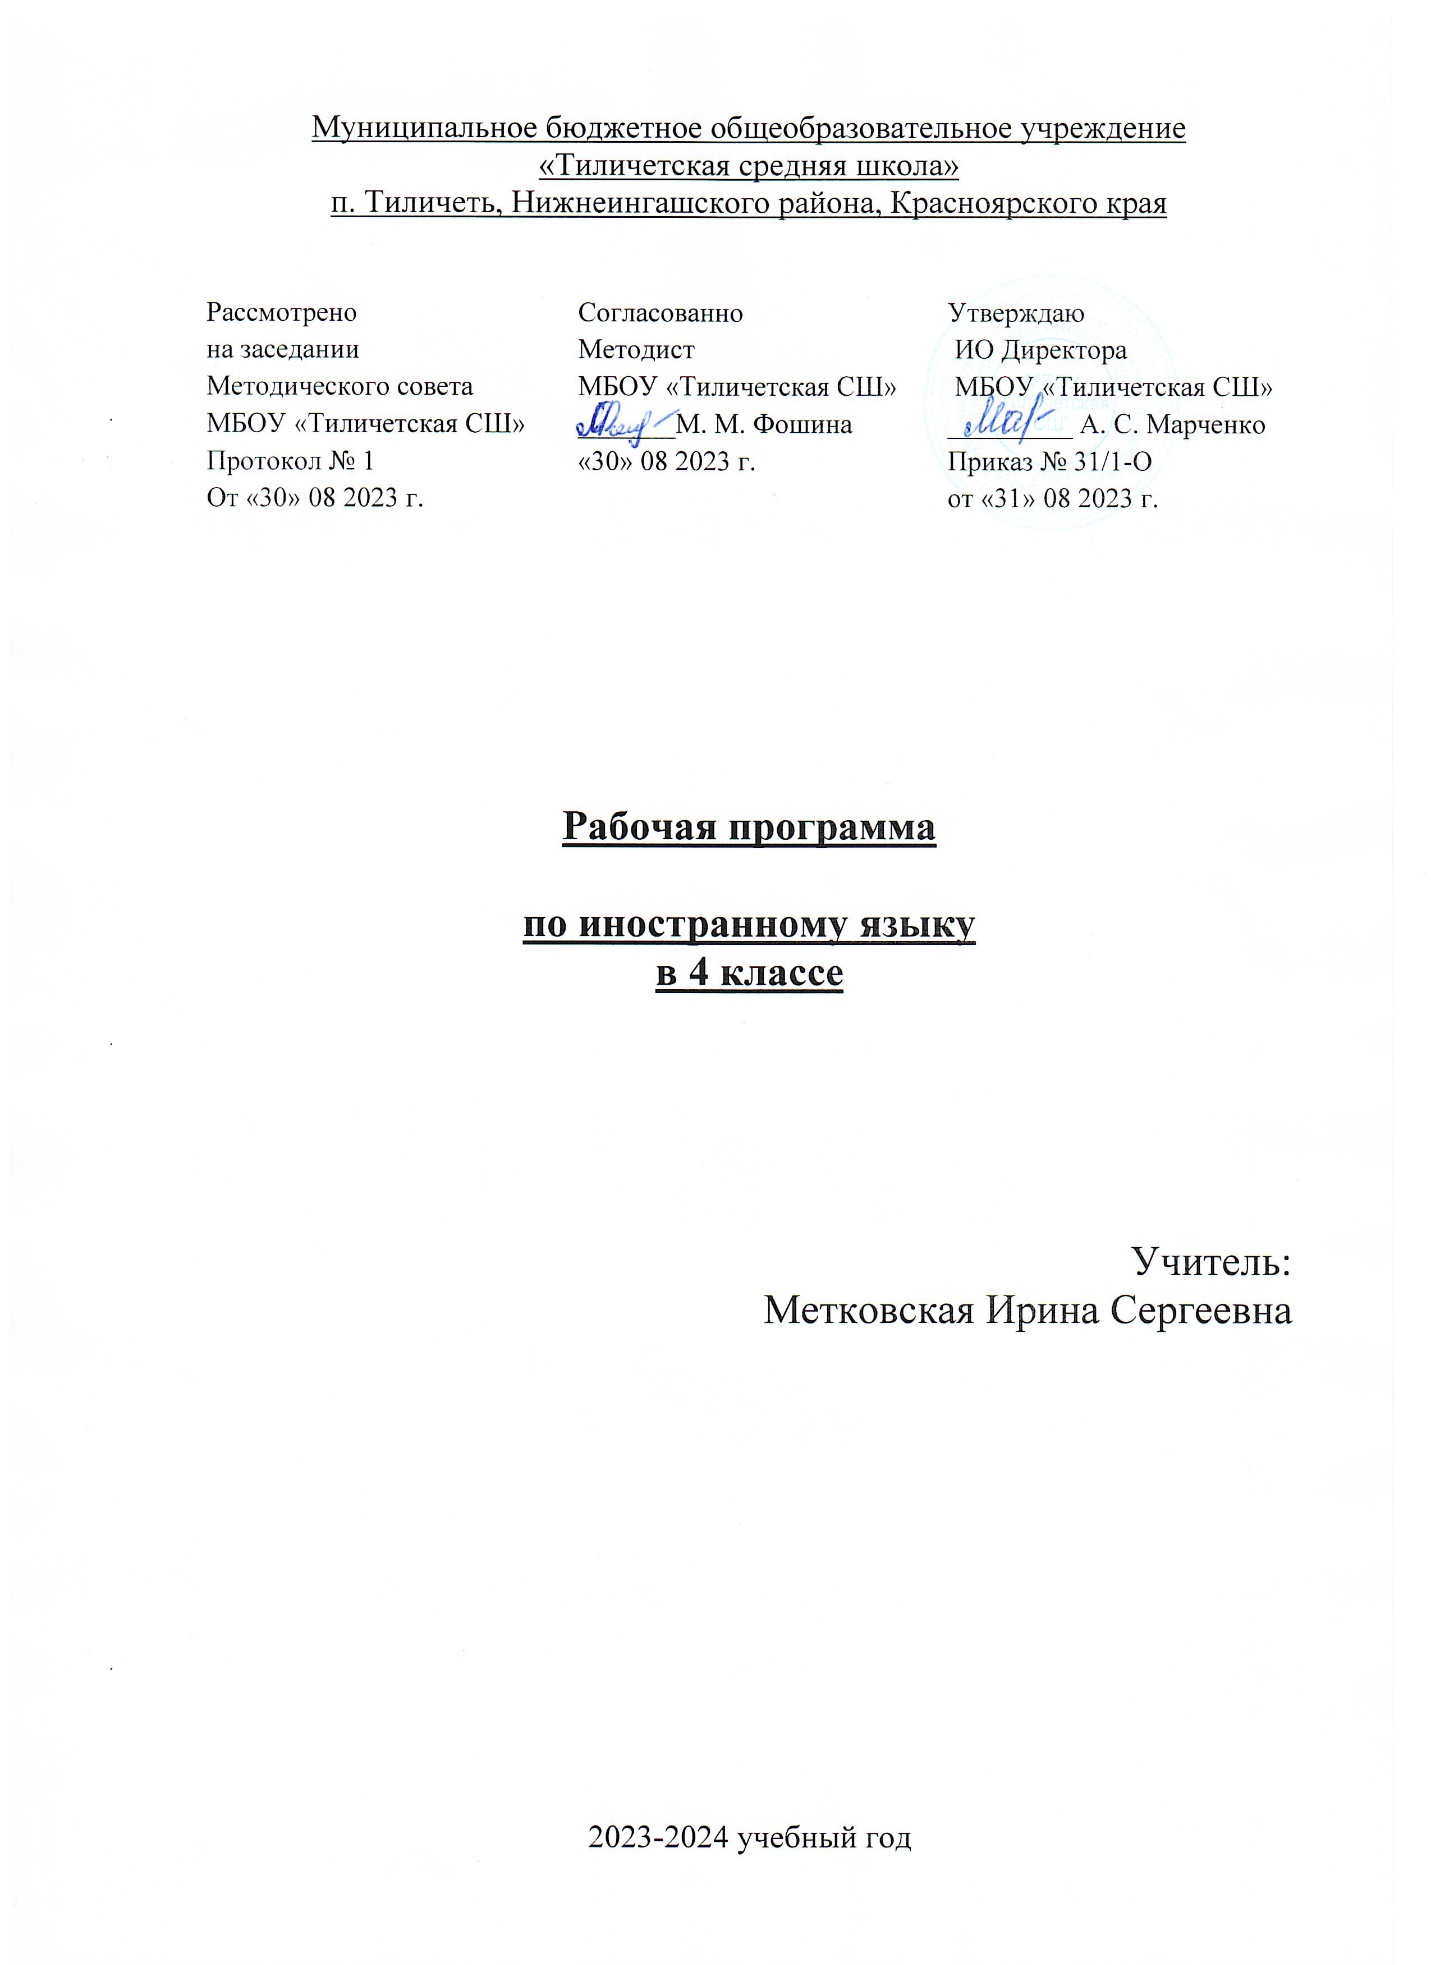 Муниципальное бюджетное общеобразовательное учреждение
«Тиличетская средняя школа»
п. Тиличеть, Нижнеингашского района, Красноярского края
Рассмотрено
на заседании
Методического совета
МБОУ «Тиличетская СШ»
Протокол № 1
От «30» 08 2023 г.
Согласованно
Методист
МБОУ «Тиличетская СШ»
_______М. М. Фошина
«30» 08 2023 г.
Утверждаю
ИО Директора
МБОУ «Тиличетская СШ»
_________ А. С. Марченко
Приказ № 31/1-О
от «31» 08 2023 г.
Рабочая программа
по иностранному языку
в 4 классе
Учитель:
Метковская Ирина Сергеевна
2023-2024 учебный год